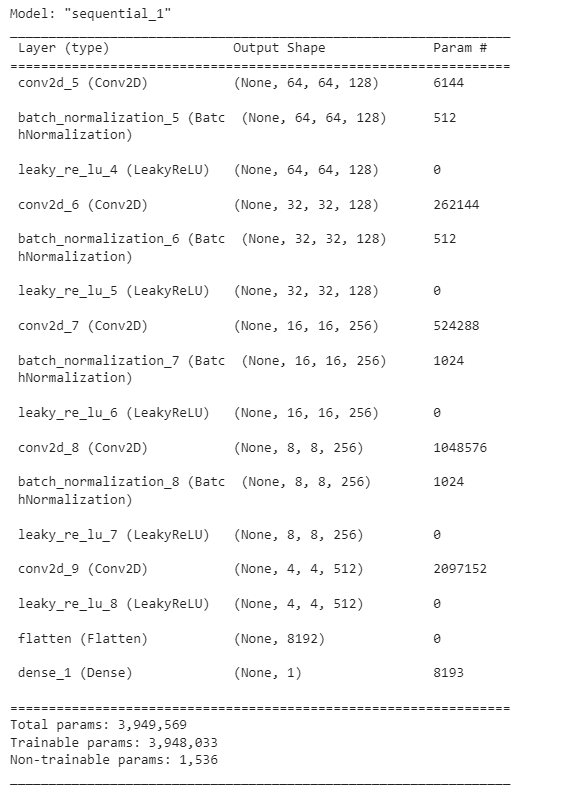 Model: "sequential_1"
_________________________________________________________________
Layer (type) Output Shape Param #
=================================================================
conv2d_5 (Conv2D) (None, 64, 64, 128) 6144
batch_normalization_5 (Batc (None, 64, 64, 128) 512
hNormalization)
leaky_re_lu_4 (LeakyReLU) (None, 64, 64, 128) 0
conv2d_6 (Conv2D) (None, 32, 32, 128) 262144
batch_normalization_6 (Batc (None, 32, 32, 128) 512
hNormalization)
leaky_re_lu_5 (LeakyReLU) (None, 32, 32, 128) 0
conv2d_7 (Conv2D) (None, 16, 16, 256) 524288
batch_normalization_7 (Batc (None, 16, 16, 256) 1024
hNormalization)
leaky_re_lu_6 (LeakyReLU) (None, 16, 16, 256) 0
conv2d_8 (Conv2D) (None, 8, 8, 256) 1048576
batch_normalization_8 (Batc (None, 8, 8, 256) 1024
hNormalization)
leaky_re_lu_7 (LeakyReLU) (None, 8, 8, 256) 0
conv2d_9 (Conv2D) (None, 4, 4, 512) 2097152
leaky_re_lu_8 (LeakyReLU) (None, 4, 4, 512) 0
flatten (Flatten) (None, 8192) 0
dense_1 (Dense) (None, 1) 8193
=================================================================
Total params: 3,949,569
Trainable params: 3,948,033
Non-trainable params: 1,536
_________________________________________________________________